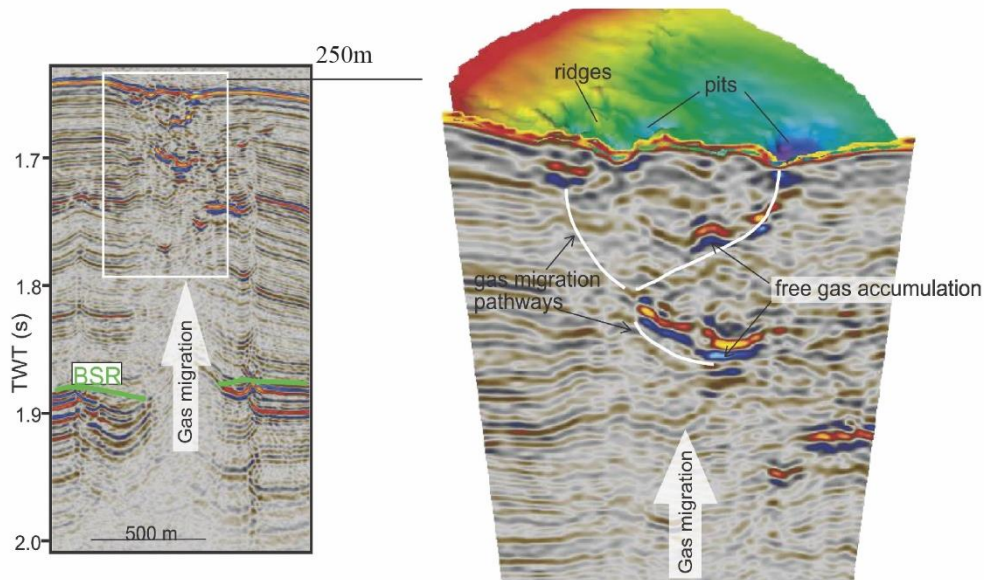 250m
TWT (s)
1.7
1.8
1.9
2.0
BSR
Gas migration
500 m
ridges
pits
gas migration
pathways
free gas accumulation
Gas migration